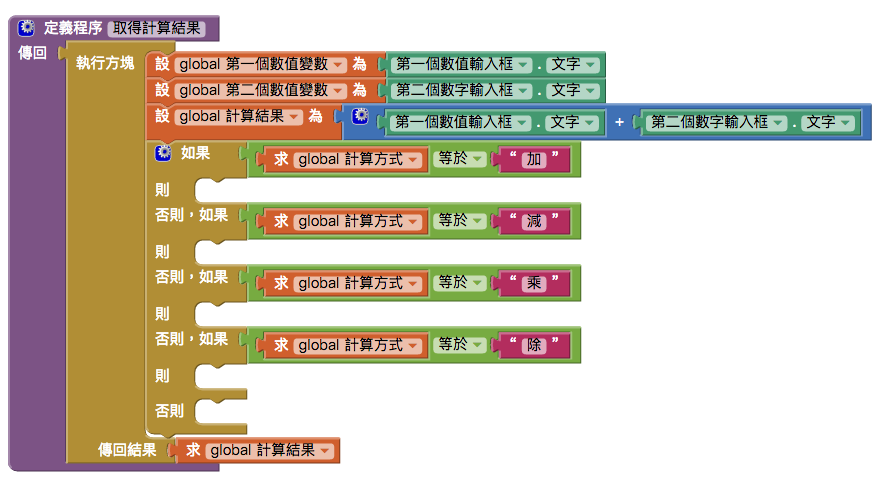 定義程序 取得計算結果
傳回 執行方塊 設 global 第一個數值變數 為 第一個數值輸入框 . 文字
設 global 第二個數值變數 為 第二個數字輸入框 . 文字
設 global 計算結果 為 第一個數值輸入框 . 文字 + 第二個數字輸入框 . 文字
如果 求 global 計算方式 等於 “ 加 ”
則
否則,如果 求 global 計算方式 等於 “ 減 ”
則
否則,如果 求 global 計算方式 等於 “ 乘 ”
則
否則,如果 求 global 計算方式 等於 “ 除 ”
則
否則
傳回結果 求 global 計算結果